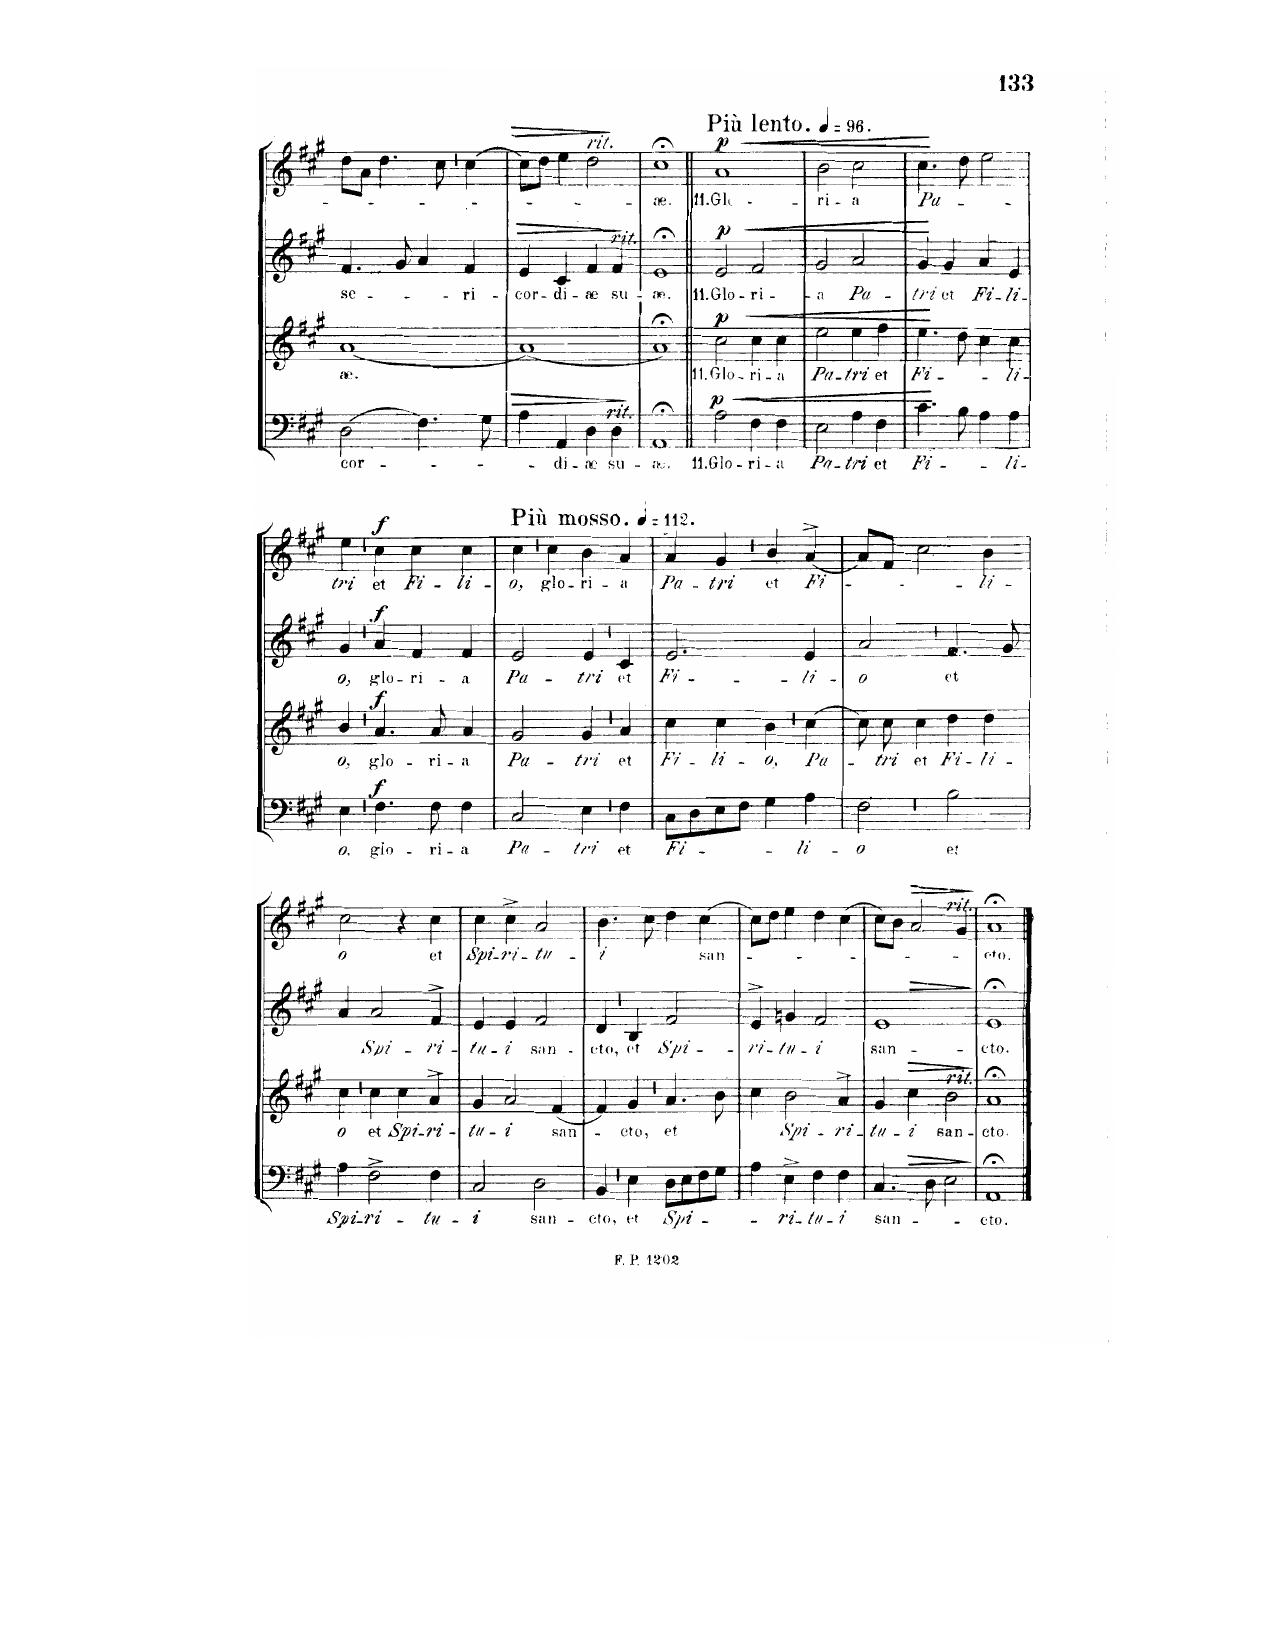 133
Più lento. = 96.
rit.
p
æ. 11.Glo - ri - a Pa -
rit.
p
se - ri - cor - di - æ su - æ. 11.Glo - ri - a Pa - tri et Fi - li -
p
æ. 11.Glo - ri - a Pa - tri et Fi - li -
rit.
p
cor - di - æ su - æ. 11.Glo - ri - a Pa - tri et Fi - li -
Più mosso. = 112.
f
tri et Fi - li - o, glo - ri - a Pa - tri et Fi - li -
f
o, glo - ri - a Pa - tri et Fi - li - o et
f
o, glo - ri - a Pa - tri et Fi - li - o, Pa - tri et Fi - li -
f
o. glo - ri - a Pa - tri et Fi - li - o et
rit.
o et Spi - ri - tu - i san - cto.
Spi - ri - tu - i san - cto, et Spi - ri - tu - i san - cto.
rit.
o et Spi - ri - tu - i san - cto, et Spi - ri - tu - i san - cto.
Spi - ri - tu - i san - cto, et Spi - ri - tu - i san - cto.
F. P. 1202